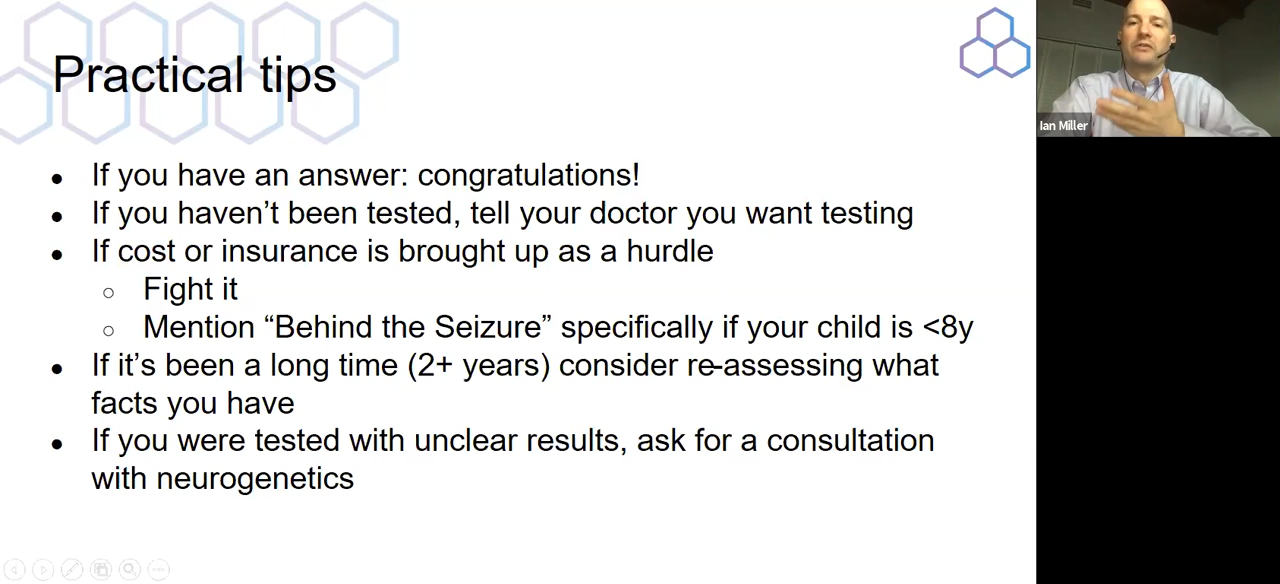 Practical tips
If you have an answer: congratulations!
If you haven’t been tested, tell your doctor you want testing
If cost or insurance is brought up as a hurdle
Fight it
Mention “Behind the Seizure” specifically if your child is <8y
If it’s been a long time (2+ years) consider re-assessing what
facts you have
If you were tested with unclear results, ask for a consultation
with neurogenetics
Ian Miller